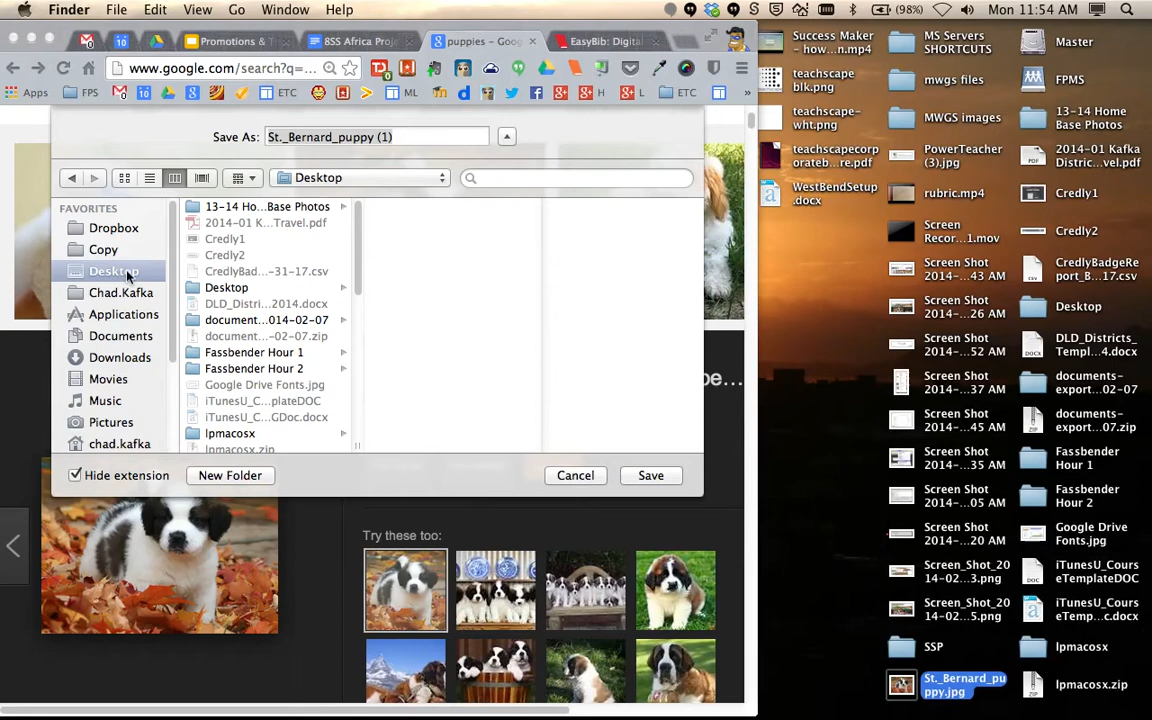 Finder File Edit View Go Window Help (98%) Mon 11:54 AM
Promotions & T 8SS Africa Proj puppies – Goo EasyBib: Digital
www.google.com/search?q=...
Apps FPS ETC ML H L ETC
Save As: St._Bernard_puppy (1)
Desktop
FAVORITES
Dropbox
Copy
Desktop
Chad.Kafka
Applications
Documents
Downloads
Movies
Music
Pictures
chad.kafka
13-14 Ho...Base Photos
2014-01 K...Travel.pdf
Credly1
Credly2
CredlyBad...-31-17.csv
Desktop
DLD_Distri...2014.docx
document...014-02-07
document...-02-07.zip
Fassbender Hour 1
Fassbender Hour 2
Google Drive Fonts.jpg
iTunesU_C...plateDOC
iTunesU_C...GDoc.docx
lpmacosx
lpmacosx.zip
Hide extension New Folder Cancel Save
Try these too:
Success Maker
- how...n.mp4
teachscape
blk.png
teachscape-
wht.png
teachscapecorp
orateb...re.pdf
WestBendSetup
.docx
MS Servers
SHORTCUTS
mwgs files
MWGS images
PowerTeacher
(3).jpg
rubric.mp4
Screen
Recor...1.mov
Screen Shot
2014-...43 AM
Screen Shot
2014-...26 AM
Screen Shot
2014-...52 AM
Screen Shot
2014-...37 AM
Screen Shot
2014-...45 AM
Screen Shot
2014-...35 AM
Screen Shot
2014-...05 AM
Screen Shot
2014-...20 AM
Screen_Shot_20
14-02...3.png
Screen_Shot_20
14-02...5.png
SSP
St._Bernard_pu
ppy.jpg
Master
FPMS
13-14 Home
Base Photos
2014-01 Kafka
Distric...vel.pdf
Credly1
Credly2
CredlyBadgeRe
port_B...17.csv
Desktop
DLD_Districts_
Templ...4.docx
documents-
export...02-07
documents-
export...07.zip
Fassbender
Hour 1
Fassbender
Hour 2
Google Drive
Fonts.jpg
iTunesU_Cours
eTemplateDOC
iTunesU_Cours
eTemp...c.docx
lpmacosx
lpmacosx.zip